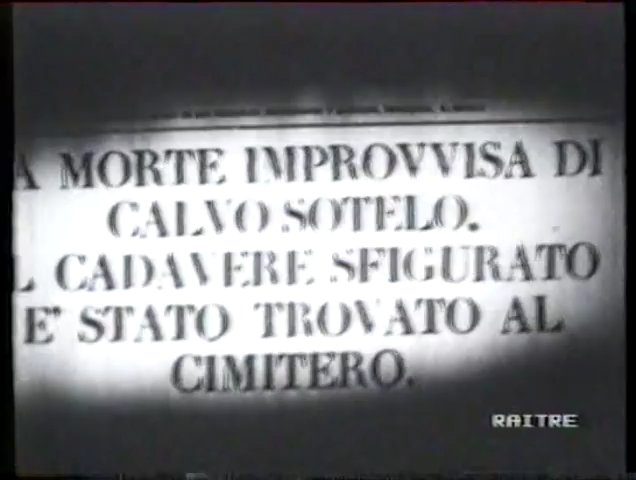 A MORTE IMPROVVISA DI
CALVO SOTELO.
L CADAVERE SFIGURATO
E' STATO TROVATO AL
CIMITERO.
RAITRE